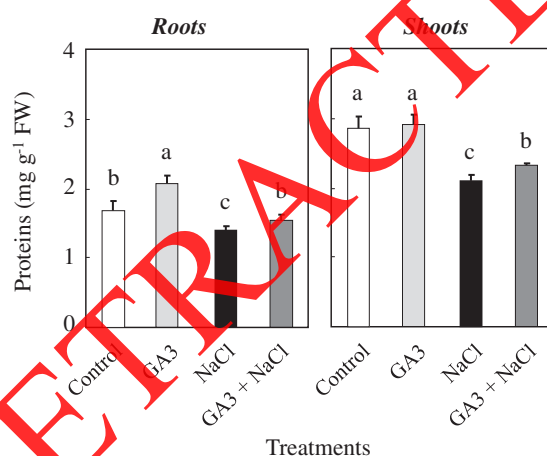 Roots
Shoots
4
3
2
1
0
Proteins (mg g-1 FW)
b
a
c
b
a
a
c
b
Control
GA3
NaCl
GA3 + NaCl
Control
GA3
NaCl
GA3 + NaCl
Treatments
ETRACTE